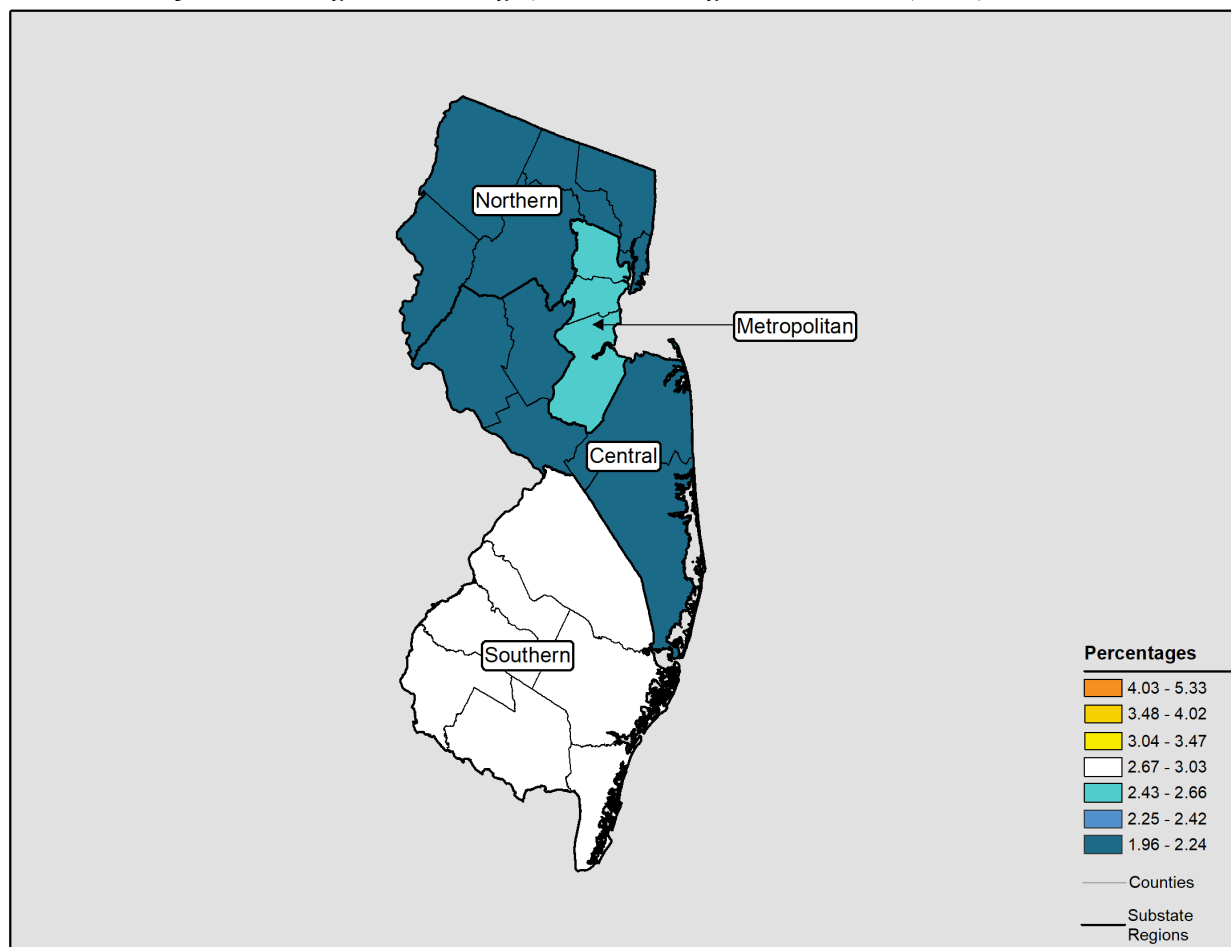 Northern
Metropolitan
Central
Southern
Percentages
4.03 - 5.33
3.48 - 4.02
3.04 - 3.47
2.67 - 3.03
2.43 - 2.66
2.25 - 2.42
1.96 - 2.24
Counties
Substate
Regions